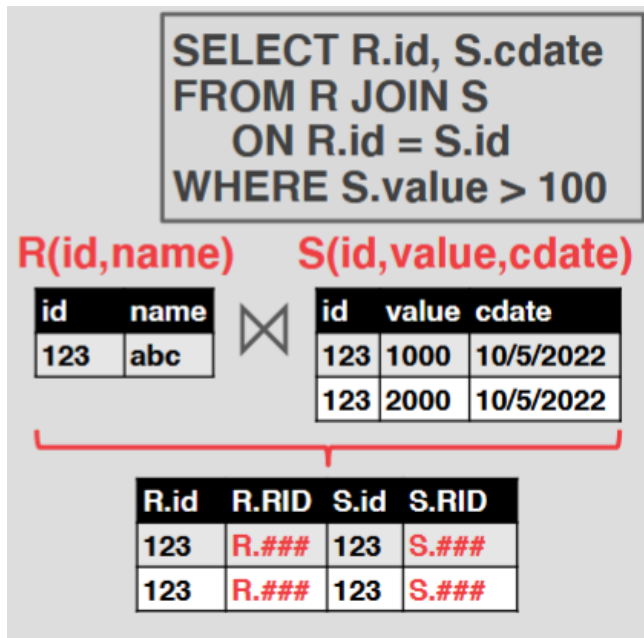 SELECT R.id, S.cdate
FROM R JOIN S
ON R.id = S.id
WHERE S.value > 100
R(id,name) S(id,value,cdate)
id name id value cdate
123 abc 123 1000 10/5/2022
123 2000 10/5/2022
R.id R.RID S.id S.RID
123 R.### 123 S.###
123 R.### 123 S.###